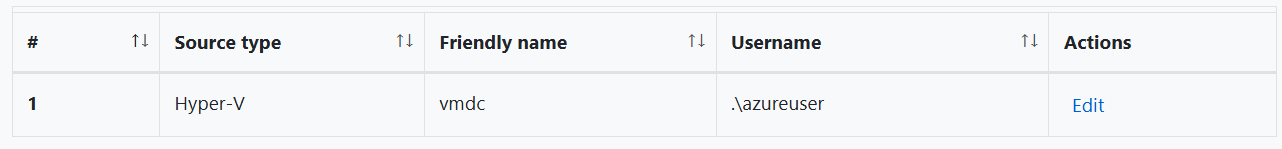 # ↑↓ Source type ↑↓ Friendly name ↑↓ Username ↑↓ Actions
1 Hyper-V vmdc .\azureuser Edit